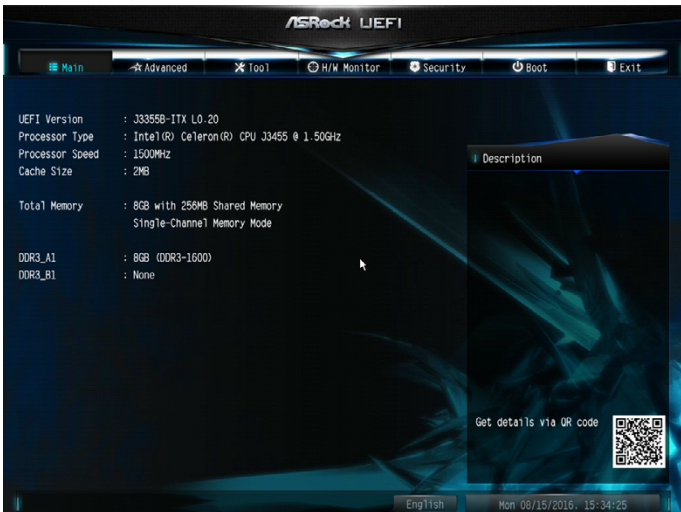 ASRock UEFI
Main Advanced Tool H/W Monitor Security Boot Exit
UEFI Version : J3355B-ITX L0.20
Processor Type : Intel(R) Celeron(R) CPU J3455 @ 1.50GHz
Processor Speed : 1500MHz
Cache Size : 2MB
Total Memory : 8GB with 256MB Shared Memory
Single-Channel Memory Mode
DDR3_A1 : 8GB (DDR3-1600)
DDR3_B1 : None
Description
Get details via QR code
English Mon 08/15/2016. 15:34:25